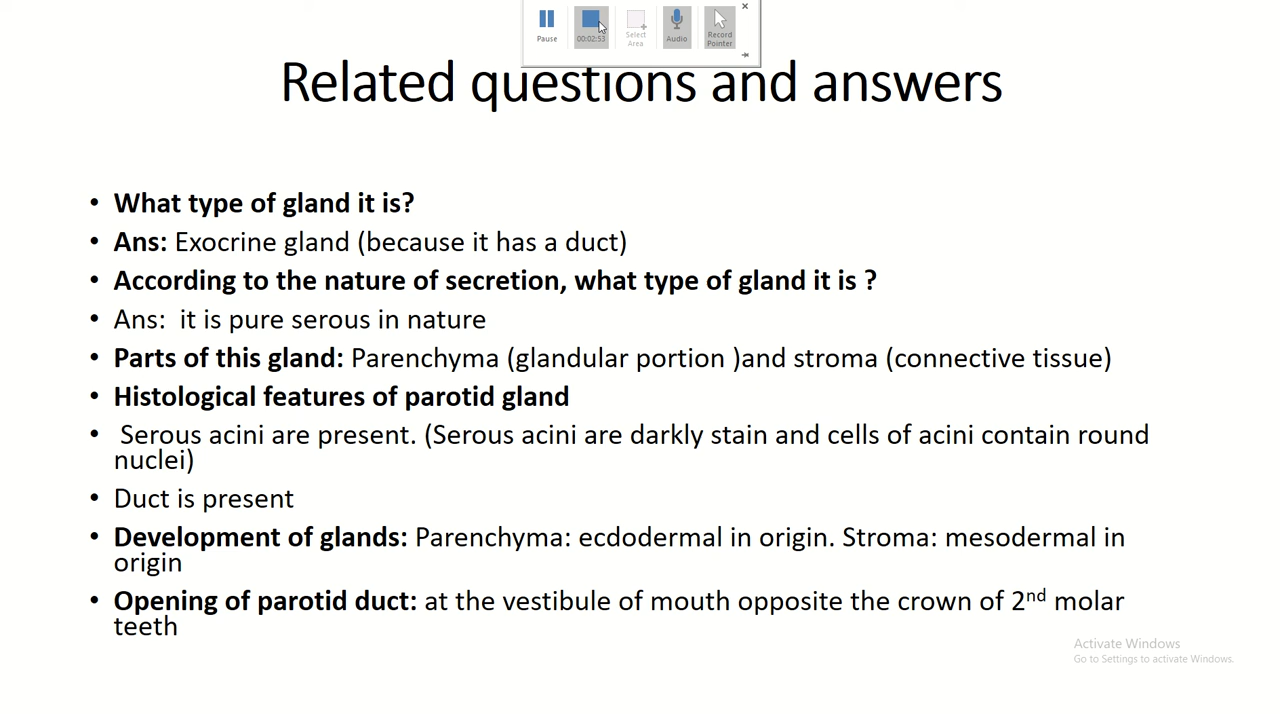 Pause
00:02:53
Select
Area
Audio
Record
Pointer
Related questions and answers
• What type of gland it is?
• Ans: Exocrine gland (because it has a duct)
• According to the nature of secretion, what type of gland it is ?
• Ans:  it is pure serous in nature
• Parts of this gland: Parenchyma (glandular portion )and stroma (connective tissue)
• Histological features of parotid gland
• Serous acini are present. (Serous acini are darkly stain and cells of acini contain round
nuclei)
• Duct is present
• Development of glands: Parenchyma: ecdodermal in origin. Stroma: mesodermal in
origin
• Opening of parotid duct: at the vestibule of mouth opposite the crown of 2nd molar
teeth
Activate Windows
Go to Settings to activate Windows.